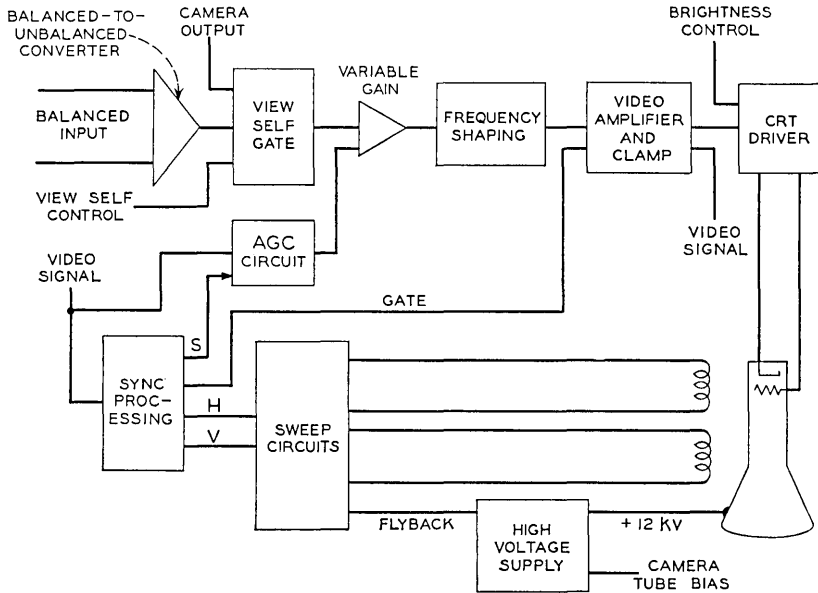 BALANCED-TO-
UNBALANCED
CONVERTER
CAMERA
OUTPUT
BRIGHTNESS
CONTROL
BALANCED
INPUT
VIEW
SELF
GATE
VARIABLE
GAIN
FREQUENCY
SHAPING
VIDEO
AMPLIFIER
AND
CLAMP
CRT
DRIVER
VIEW SELF
CONTROL
VIDEO
SIGNAL
AGC
CIRCUIT
VIDEO
SIGNAL
GATE
S
SYNC
PROC-
ESSING
H
V
SWEEP
CIRCUITS
FLYBACK
HIGH
VOLTAGE
SUPPLY
+12 KV
CAMERA
TUBE BIAS